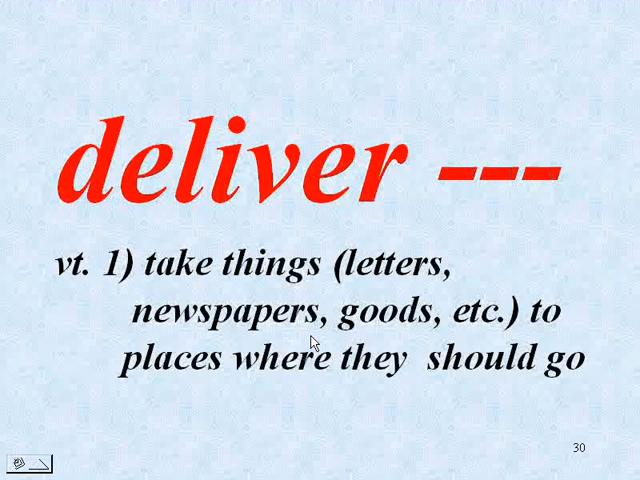 deliver ---
vt. 1) take things (letters,
newspapers, goods, etc.) to
places where they should go
30